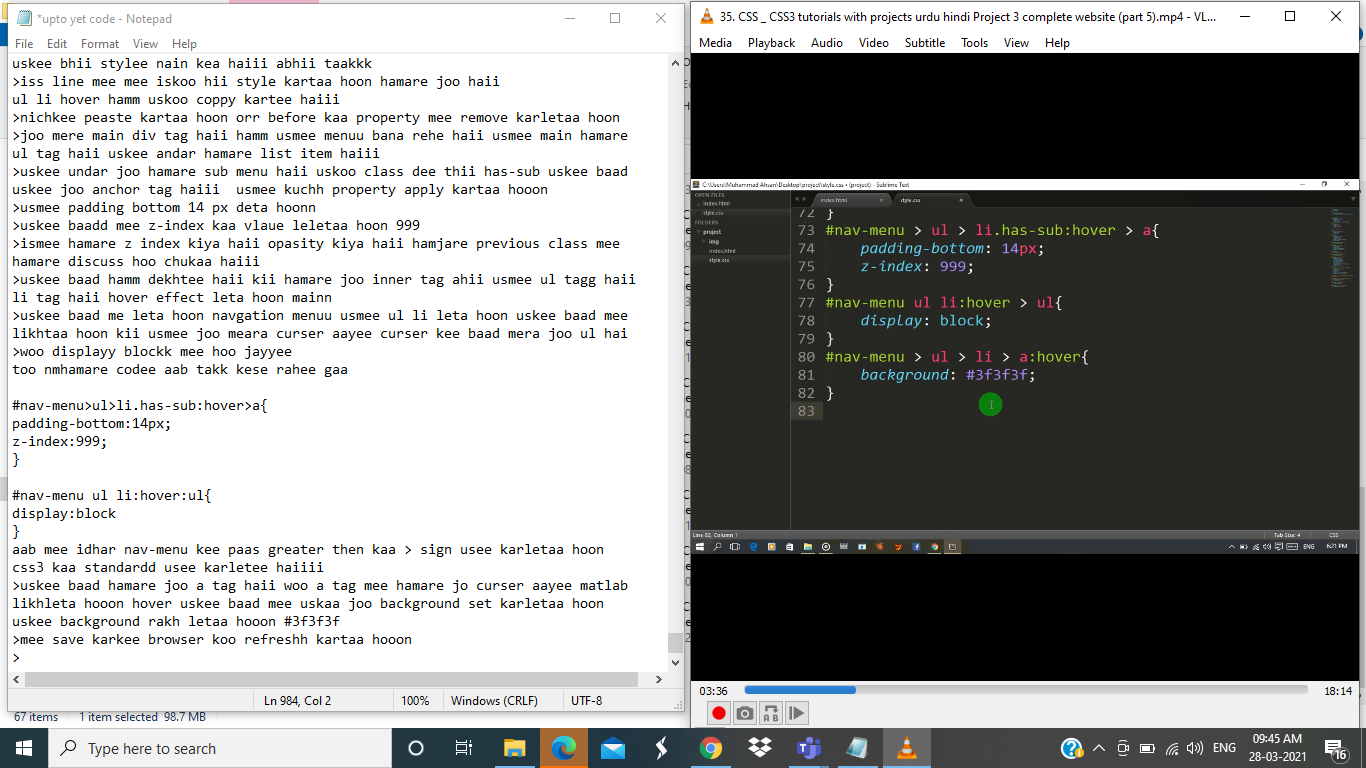 *upto yet code - Notepad
File Edit Format View Help
uskee bhii stylee nain kea haiii abhii taakkk
>iss line mee mee iskoo hii style kartaa hoon hamare joo haii
ul li hover hamm uskoo coppy kartee haiii
>nichkee peaste kartaa hoon orr before kaa property mee remove karletaa hoon
>joo mere main div tag haii hamm usmee menuu bana rehe haii usmee main hamare
ul tag haii uskee andar hamare list item haiii
>uskee undar joo hamare sub menu haii uskoo class dee thii has-sub uskee baad
uskee joo anchor tag haiii  usmee kuchh property apply kartaa hooon
>usmee padding bottom 14 px deta hoonn
>uskee baadd mee z-index kaa vlaue leletaa hoon 999
>ismee hamare z index kiya haii opasity kiya haii hamjare previous class mee
hamare discuss hoo chukaa haiii
>uskee baad hamm dekhtee haii kii hamare joo inner tag ahii usmee ul tagg haii
li tag haii hover effect leta hoon mainn
>uskee baad me leta hoon navgation menuu usmee ul li leta hoon uskee baad mee
likhtaa hoon kii usmee joo meara curser aayee curser kee baad mera joo ul hai
>woo displayy blockk mee hoo jayyee
too nmhamare codee aab takk kese rahee gaa
#nav-menu>ul>li.has-sub:hover>a{
padding-bottom:14px;
z-index:999;
}
#nav-menu ul li:hover:ul{
display:block
}
aab mee idhar nav-menu kee paas greater then kaa > sign usee karletaa hoon
css3 kaa standardd usee karletee haiiii
>uskee baad hamare joo a tag haii woo a tag mee hamare jo curser aayee matlab
likhleta hooon hover uskee baad mee uskaa joo background set karletaa hoon
uskee background rakh letaa hooon #3f3f3f
>mee save karkee browser koo refreshh kartaa hooon
>
Ln 984, Col 2 100% Windows (CRLF) UTF-8
67 items 1 item selected 98.7 MB
35. CSS _ CSS3 tutorials with projects urdu hindi Project 3 complete website (part 5).mp4 - VL...
Media Playback Audio Video Subtitle Tools View Help
C:\Users\Muhammad Ahsan\Desktop\project\style.css • (project) - Sublime Text
OPEN FILES
index.html
style.css
FOLDERS
project
img
index.html
style.css
index.html style.css
72 }
73 #nav-menu > ul > li.has-sub:hover > a{
74 padding-bottom: 14px;
75 z-index: 999;
76 }
77 #nav-menu ul li:hover > ul{
78 display: block;
79 }
80 #nav-menu > ul > li > a:hover{
81 background: #3f3f3f;
82 }
83
Tab Size: 4 CSS
ENG 6:21 PM
03:36 18:14
Type here to search
ENG 09:45 AM
28-03-2021
16